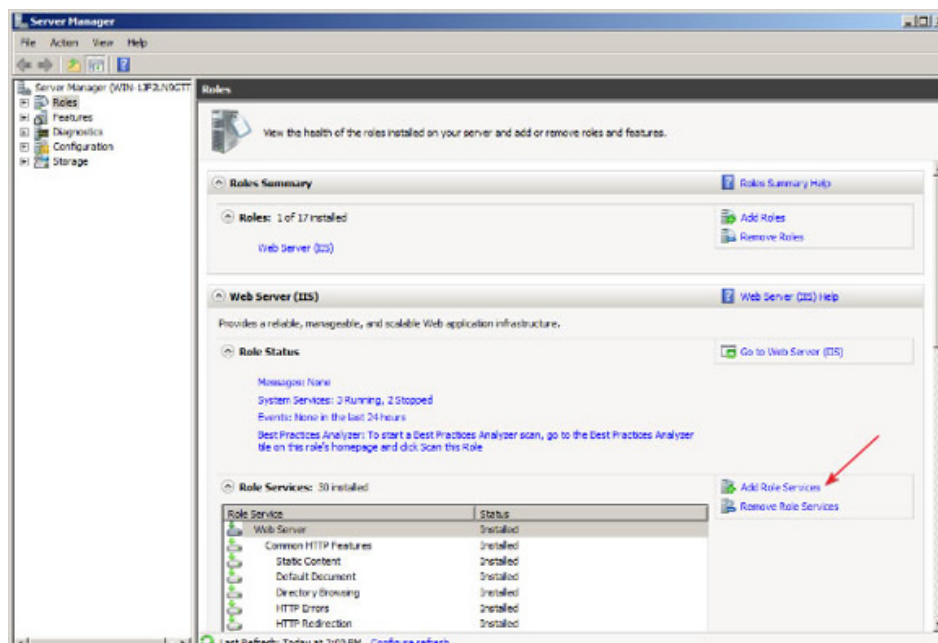 Server Manager
File Action View Help
Server Manager (WIN-
Roles
Features
Diagnostics
Configuration
Storage
Roles
View the health of the roles installed on your server and add or remove roles and features.
Roles Summary
Roles Summary Help
Roles: 1 of 17 installed
Add Roles
Remove Roles
Web Server (IIS)
Web Server (IIS)
Web Server (IIS) Help
Provides a reliable, manageable, and scalable Web application infrastructure.
Role Status
Go to Web Server (IIS)
Messages: None
System Services: 3 Running, 2 Stopped
Events: None in the last 24 hours
Best Practices Analyzer: To start a Best Practices Analyzer scan, go to the Best Practices Analyzer
tile on this role's homepage and click Scan this Role
Role Services: 30 installed
Add Role Services
Remove Role Services
Role Service Status
Web Server Installed
Common HTTP Features Installed
Static Content Installed
Default Document Installed
Directory Browsing Installed
HTTP Errors Installed
HTTP Redirection Installed
Last Refresh: Today at PM Configure refresh